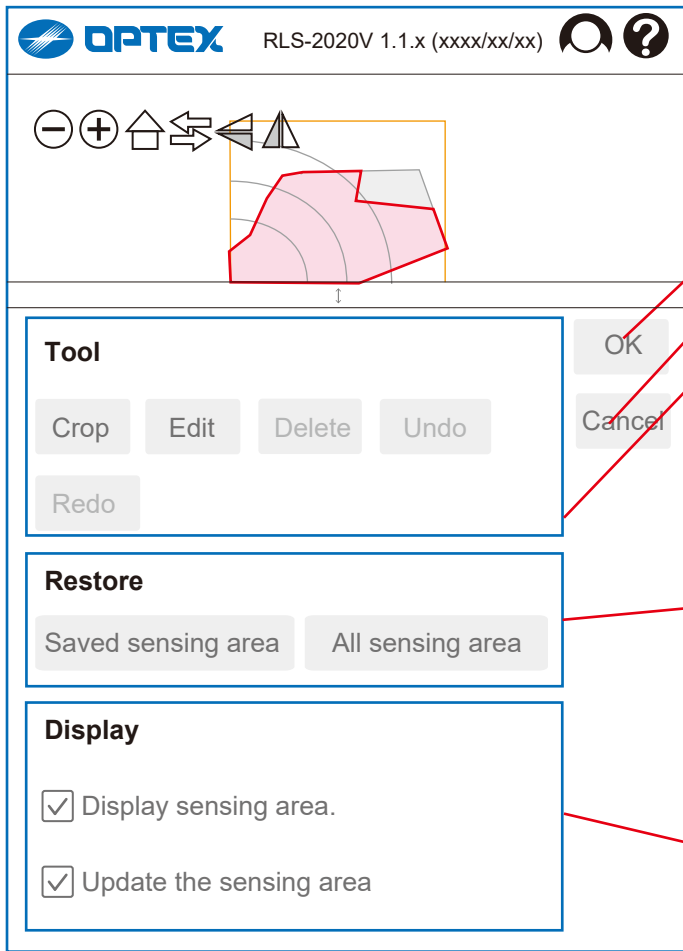 OPTEX RLS-2020V 1.1.x (xxxx/xx/xx) ?
Tool
OK
Crop Edit Delete Undo
Cancel
Redo
Restore
Saved sensing area All sensing area
Display
Display sensing area.
Update the sensing area